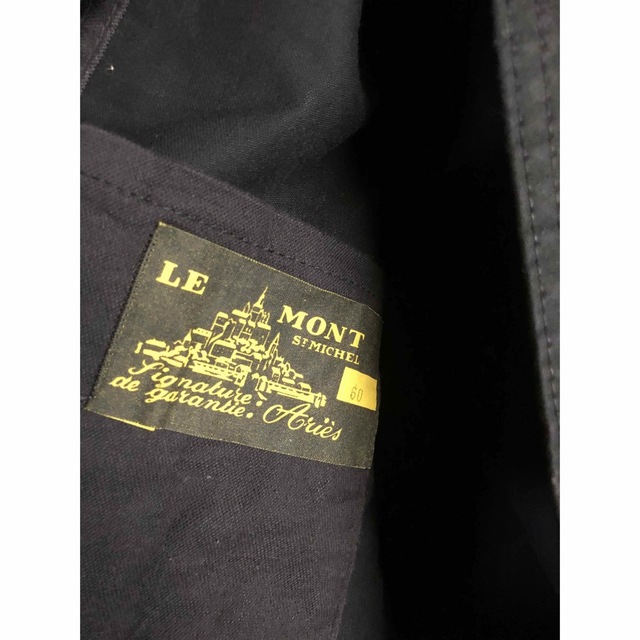 LE
MONT
ST MICHEL
60
Signature
de garantie: Ariès